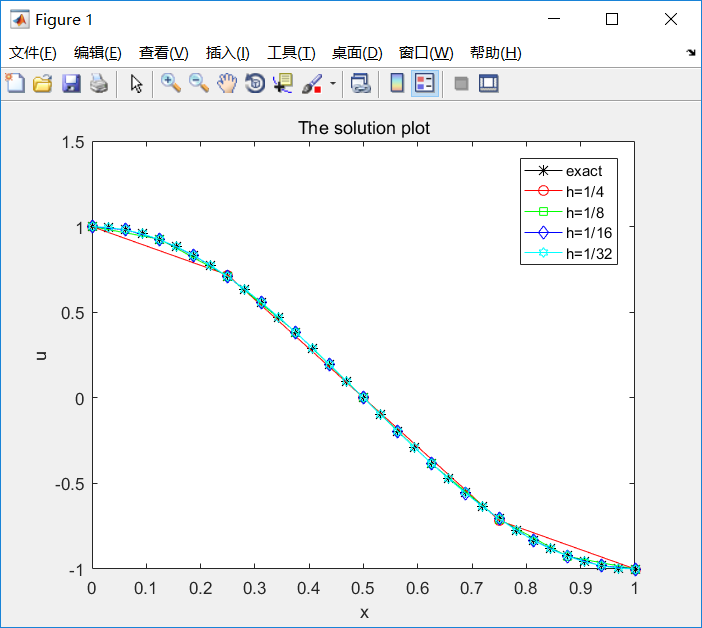 Figure 1
文件(F) 编辑(E) 查看(V) 插入(I) 工具(T) 桌面(D) 窗口(W) 帮助(H)
The solution plot
1.5
1
0.5
0
-0.5
-1
u
exact
h=1/4
h=1/8
h=1/16
h=1/32
0 0.1 0.2 0.3 0.4 0.5 0.6 0.7 0.8 0.9 1
x